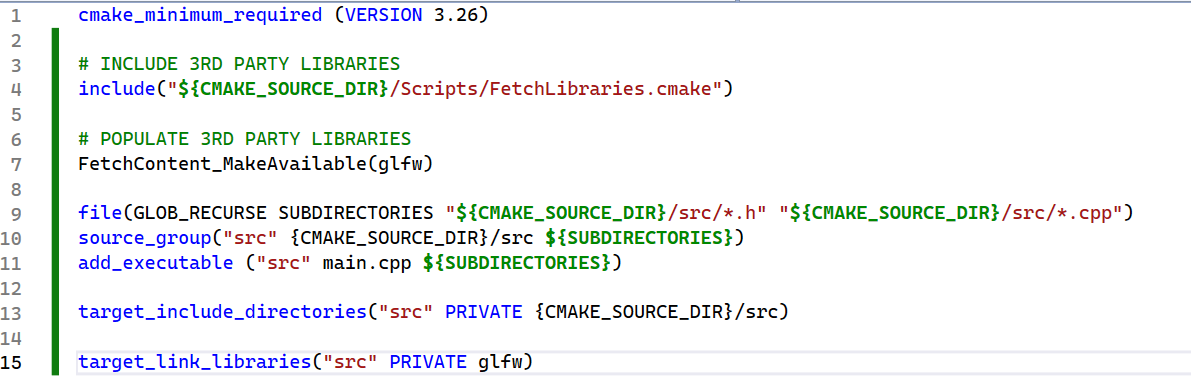 1 cmake_minimum_required (VERSION 3.26)
2
3 # INCLUDE 3RD PARTY LIBRARIES
4 include("${CMAKE_SOURCE_DIR}/Scripts/FetchLibraries.cmake")
5
6 # POPULATE 3RD PARTY LIBRARIES
7 FetchContent_MakeAvailable(glfw)
8
9 file(GLOB_RECURSE SUBDIRECTORIES "${CMAKE_SOURCE_DIR}/src/*.h" "${CMAKE_SOURCE_DIR}/src/*.cpp")
10 source_group("src" {CMAKE_SOURCE_DIR}/src ${SUBDIRECTORIES})
11 add_executable ("src" main.cpp ${SUBDIRECTORIES})
12
13 target_include_directories("src" PRIVATE {CMAKE_SOURCE_DIR}/src)
14
15 target_link_libraries("src" PRIVATE glfw)